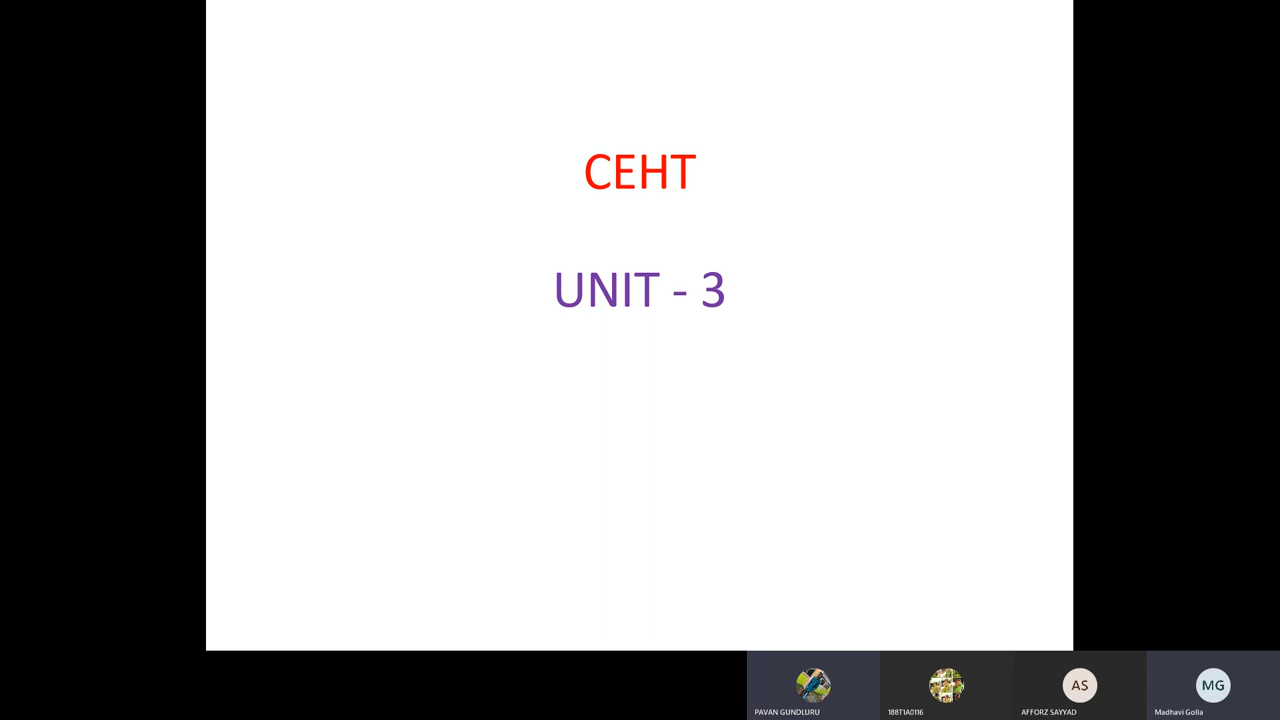 CEHT
UNIT - 3
AS
MG
PAVAN GUNDLURU
188T1A0116
AFFORZ SAYYAD
Madhavi Golla